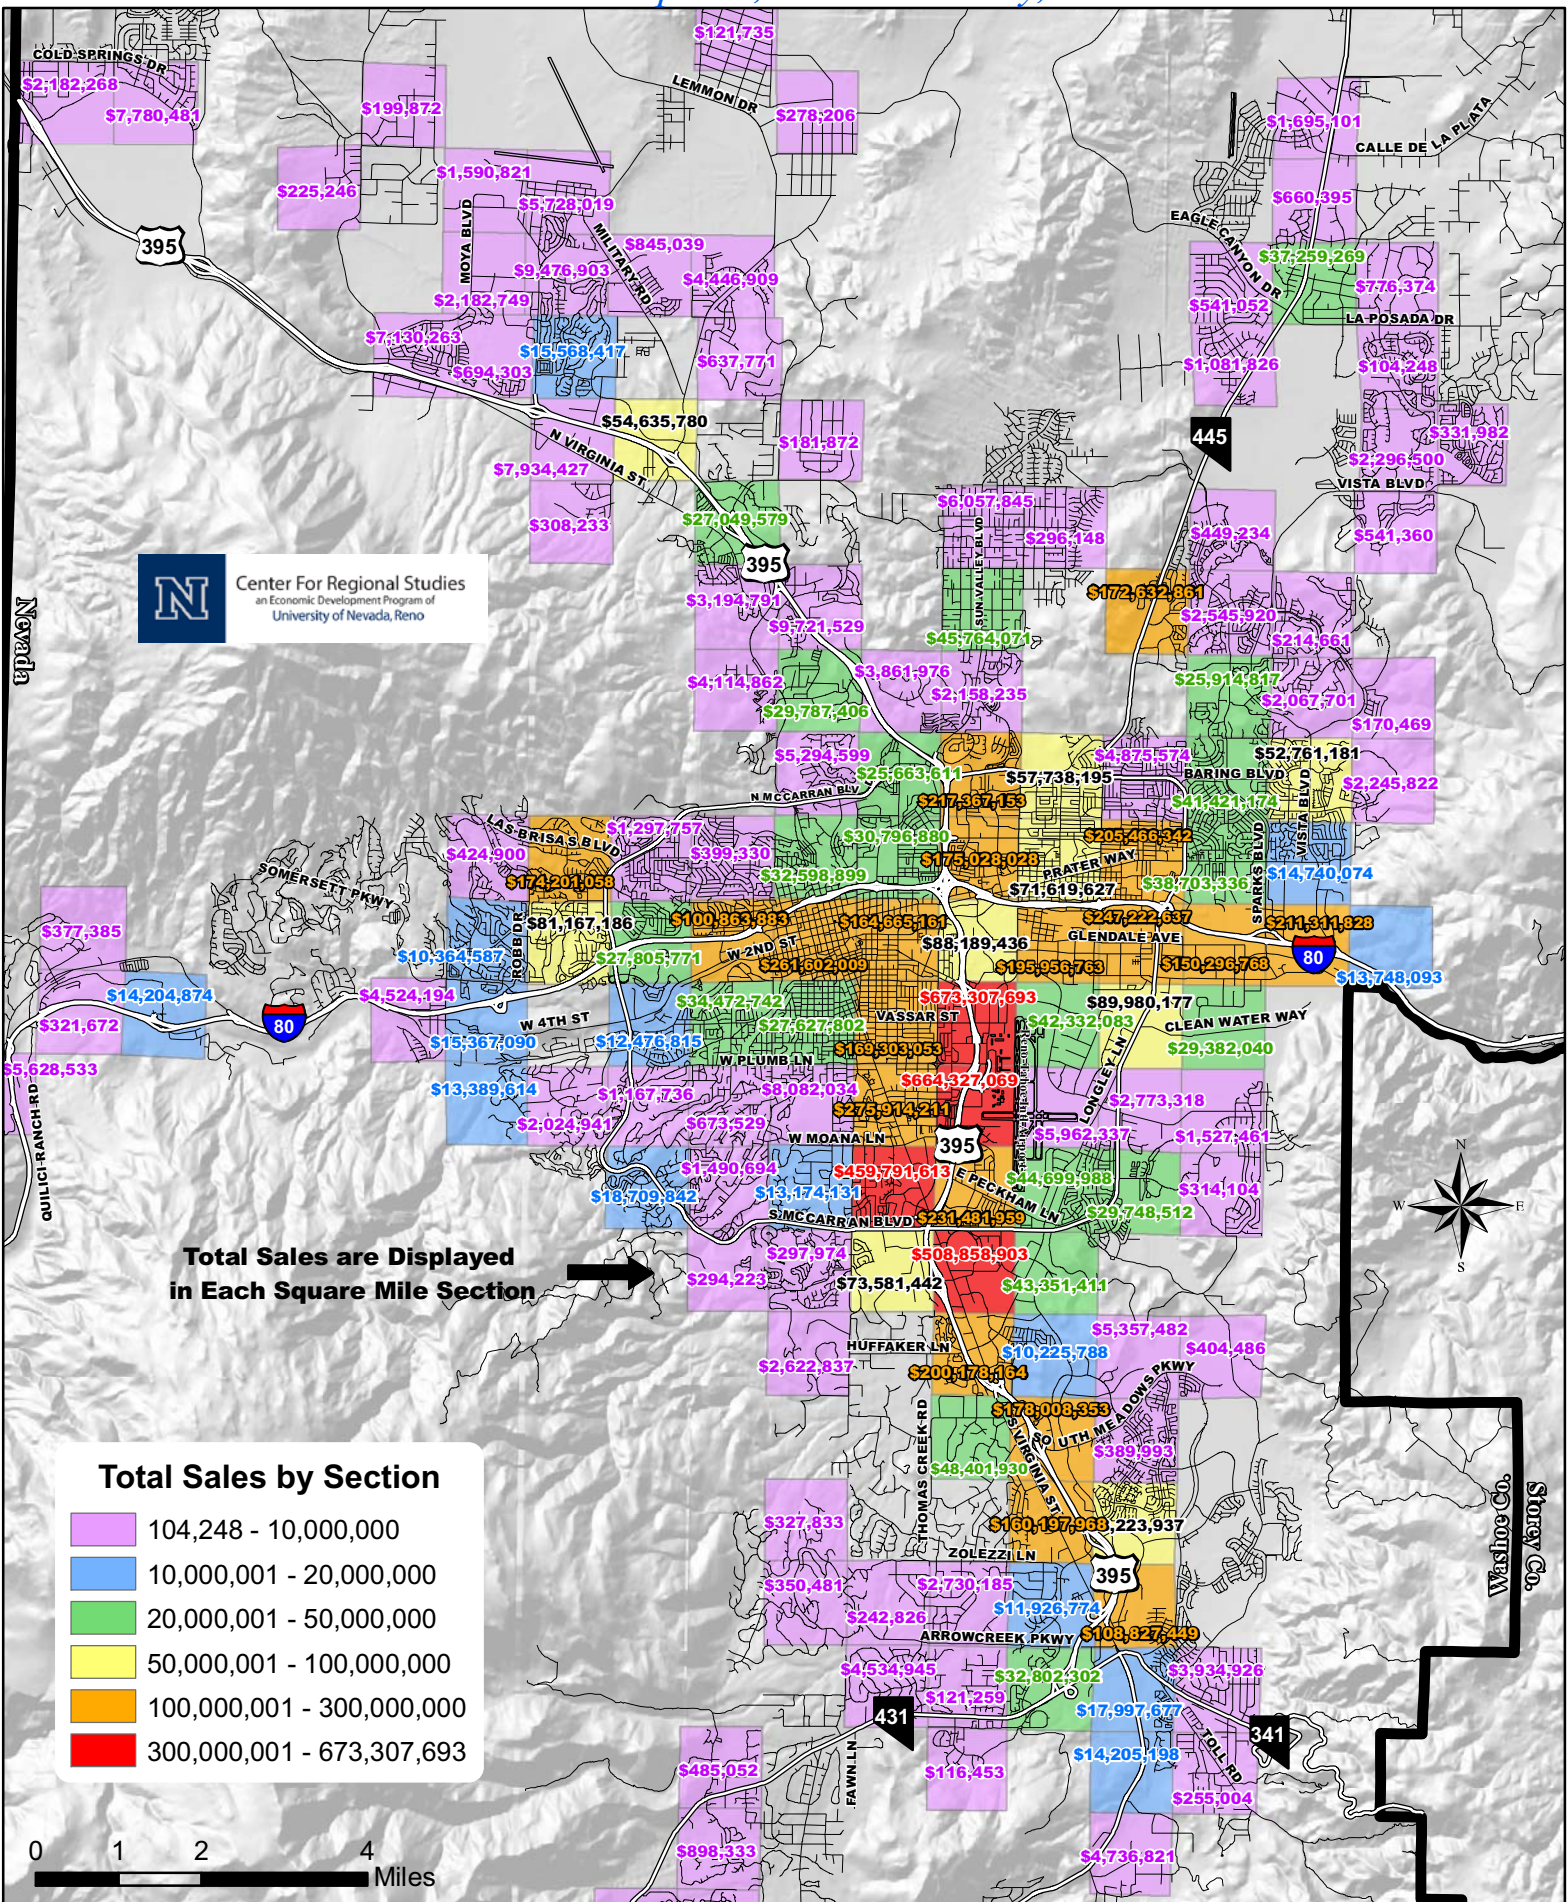 $121,735
COLD SPRINGS DR
$2,182,268
$7,780,481
$199,872
LEMMON DR
$278,206
$1,695,101
CALLE DE LA PLATA
$225,246
$1,590,821
$5,728,019
$660,395
MOYA BLVD
MILITARY RD
EAGLE CANYON DR
395
$845,039
$37,259,269
$9,476,903
$4,446,909
$776,374
$2,182,749
$541,052
LA POSADA DR
$7,130,263
$15,568,417
$694,303
$637,771
$1,081,826
$104,248
$54,635,780
N VIRGINIA ST
$181,872
445
$331,982
$7,934,427
$2,296,500
VISTA BLVD
$6,057,845
$308,233
$27,049,579
SUN VALLEY BLVD
$296,148
$449,234
$541,360
395
N
Center For Regional Studies
an Economic Development Program of
University of Nevada, Reno
Nevada
$172,632,861
$3,194,791
$9,721,529
$2,545,920
$45,764,071
$214,661
$4,114,862
$3,861,976
$25,914,817
$2,158,235
$2,067,701
$29,787,406
$170,469
$5,294,599
$4,875,574
$52,761,181
$25,663,611
$57,738,195
BARING BLVD
$2,245,822
N MCCARRAN BLV
$217,367,153
$41,421,174
VISTA BLVD
LAS BRISAS BLVD
$1,297,757
$30,796,880
$205,466,342
$424,900
$399,330
$175,028,028
PRATER WAY
SPARKS BLVD
SOMERSETT PKWY
$174,201,058
$32,598,899
$71,619,627
$38,703,336
$14,740,074
$377,385
ROBB DR
$81,167,186
$100,863,883
$164,665,161
$247,222,637
$211,311,828
$10,364,587
$27,805,771
W 2ND ST
$88,189,436
GLENDALE AVE
80
$261,602,009
$195,956,763
$150,296,768
$13,748,093
$14,204,874
$4,524,194
$34,472,742
$673,307,693
$89,980,177
$321,672
80
W 4TH ST
$27,627,802
VASSAR ST
$42,332,083
CLEAN WATER WAY
$15,367,090
$12,476,815
$169,303,053
$29,382,040
W PLUMB LN
$5,628,533
LONGLEY LN
$13,389,614
$1,167,736
$8,082,034
$664,327,069
$2,773,318
$2,024,941
$673,529
$275,914,211
$5,962,337
$1,527,461
W MOANA LN
395
QUILICI RANCH RD
$1,490,694
$459,791,613
E PECKHAM LN
$44,699,988
$18,709,842
$13,174,131
$314,104
S MCCARRAN BLVD
$231,481,959
$29,748,512
N
W
E
S
Total Sales are Displayed
in Each Square Mile Section
$297,974
$294,223
$508,858,903
$73,581,442
$43,351,411
$5,357,482
HUFFAKER LN
$10,225,788
$404,486
$2,622,837
$200,178,164
SOUTH MEADOWS PKWY
$178,008,353
THOMAS CREEK RD
S VIRGINIA ST
$389,993
$48,401,930
$327,833
$160,197,968
,223,937
ZOLEZZI LN
395
Washoe Co.
Storey Co.
$350,481
$2,730,185
$11,926,774
$242,826
ARROWCREEK PKWY
$108,827,449
$4,534,945
$32,802,302
$3,934,926
$121,259
$17,997,677
431
341
$14,205,198
TOLL RD
$485,052
FAWN LN
$116,453
$255,004
$898,333
$4,736,821
Total Sales by Section
104,248 - 10,000,000
10,000,001 - 20,000,000
20,000,001 - 50,000,000
50,000,001 - 100,000,000
100,000,001 - 300,000,000
300,000,001 - 673,307,693
0 1 2 4
Miles